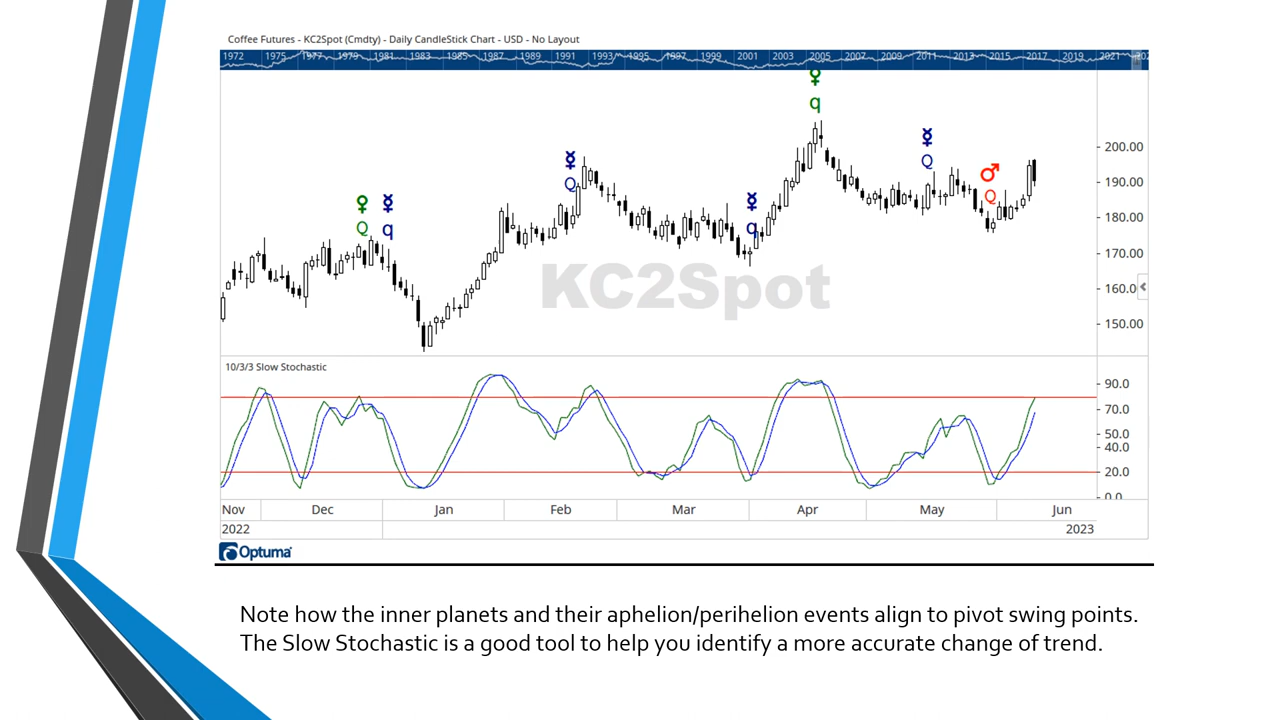 Coffee Futures - KC2Spot (Cmdty) - Daily CandleStick Chart - USD - No Layout
1972 1975 1977 1979 1981 1983 1985 1987 1989 1991 1993 1995 1997 1999 2001 2003 2005 2007 2009 2011 2013 2015 2017 2019 2021
♀
q
200.00
☿
Q
☿
Q
♂
Q
190.00
♀ ☿
Q q
☿
q
180.00
170.00
KC2Spot
160.0
150.00
10/3/3 Slow Stochastic
90.0
70.0
50.0
40.0
20.0
0.0
Nov Dec Jan Feb Mar Apr May Jun
2022 2023
Optuma
Note how the inner planets and their aphelion/perihelion events align to pivot swing points.
The Slow Stochastic is a good tool to help you identify a more accurate change of trend.